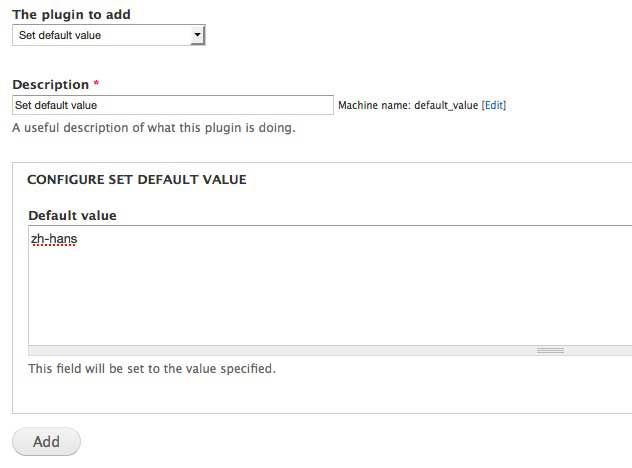 The plugin to add
Set default value
Description *
Set default value Machine name: default_value [Edit]
A useful description of what this plugin is doing.
CONFIGURE SET DEFAULT VALUE
Default value
zh-hans
This field will be set to the value specified.
Add